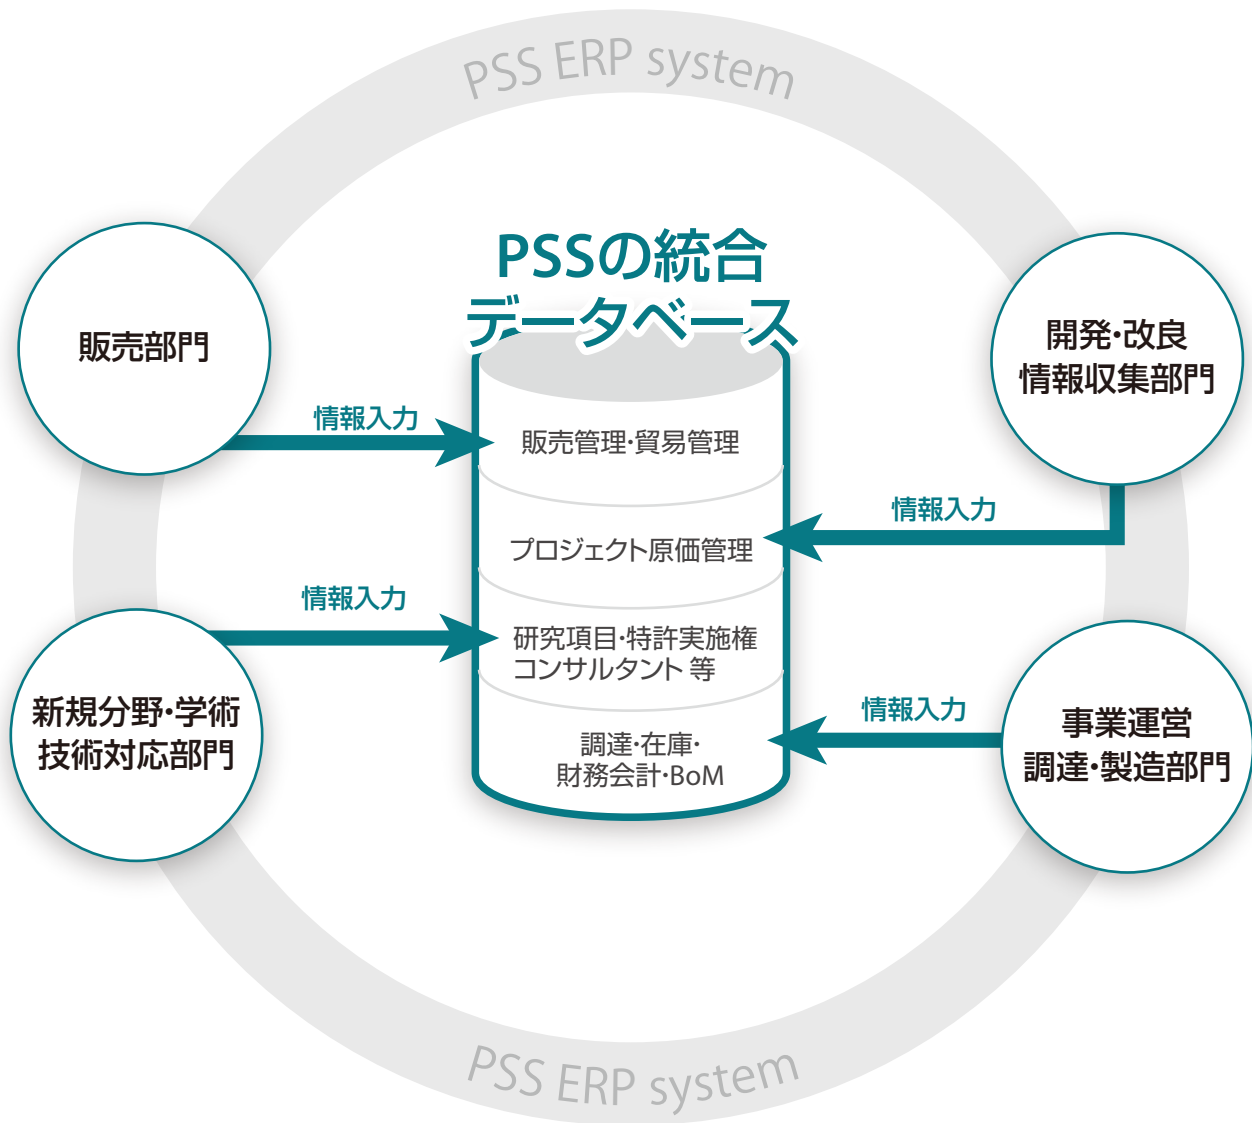 PSS ERP system
PSSの統合
データベース
販売部門
開発・改良
情報収集部門
情報入力
販売管理・貿易管理
情報入力
プロジェクト原価管理
情報入力
研究項目・特許実施権
コンサルタント 等
新規分野・学術
技術対応部門
情報入力
事業運営
調達・製造部門
調達・在庫・
財務会計・BoM
PSS ERP system